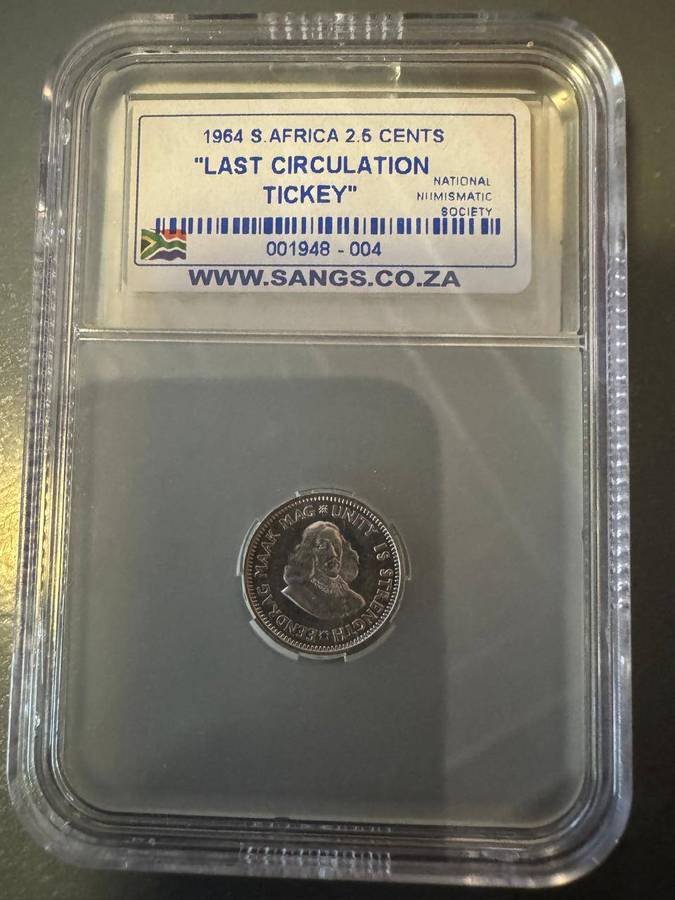 1964 S.AFRICA 2.5 CENTS
"LAST CIRCULATION
TICKEY"
NATIONAL
NUMISMATIC
SOCIETY
001948 - 004
WWW.SANGS.CO.ZA
EENDRAG MAAK MAG * UNITY IS STRENGTH